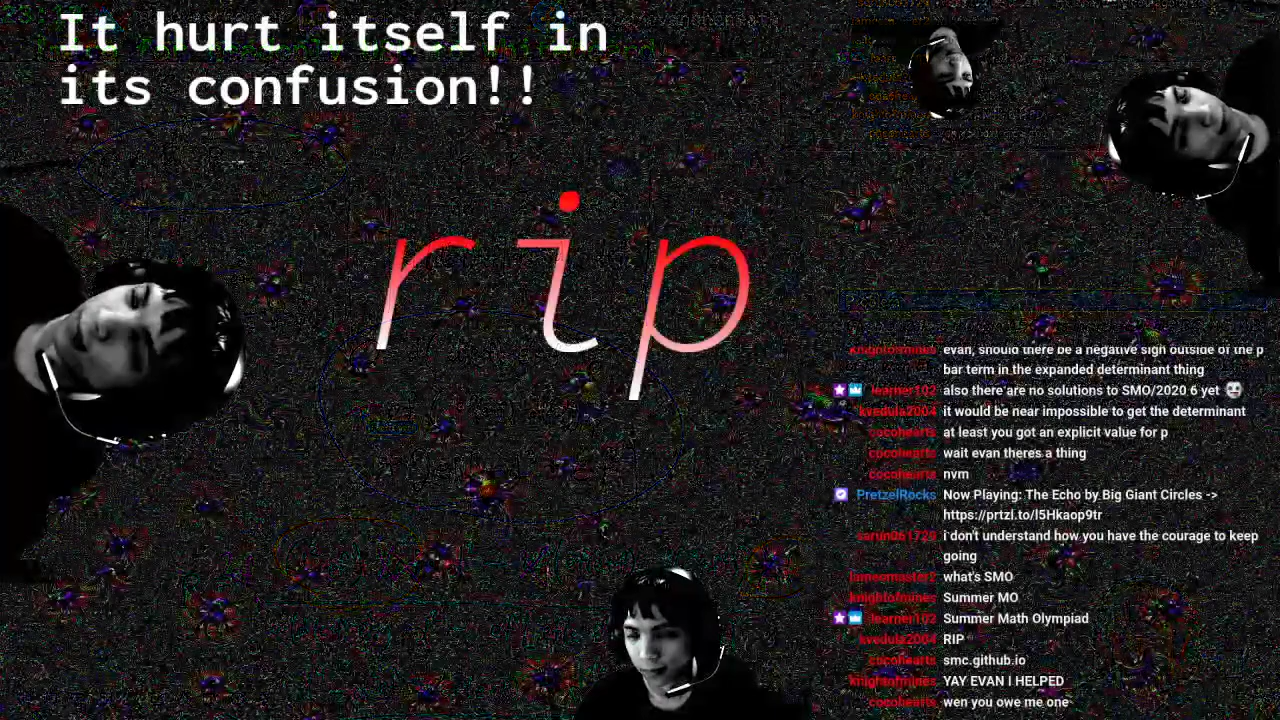 It hurt itself in
its confusion!!
rip
knightofmines evan, should there be a negative sign outside of the p
bar term in the expanded determinant thing
learner102 also there are no solutions to SMO/2020 6 yet
kvedula2004 it would be near impossible to get the determinant
cocohearts at least you got an explicit value for p
cocohearts wait evan theres a thing
cocohearts nvm
PretzelRocks Now Playing: The Echo by Big Giant Circles ->
https://prtzl.to/l5Hkaop9tr
i don't understand how you have the courage to keep
going
what's SMO
knightofmines Summer MO
learner102 Summer Math Olympiad
kvedula2004 RIP
cocohearts smc.github.io
knightofmines YAY EVAN I HELPED
cocohearts wen you owe me one